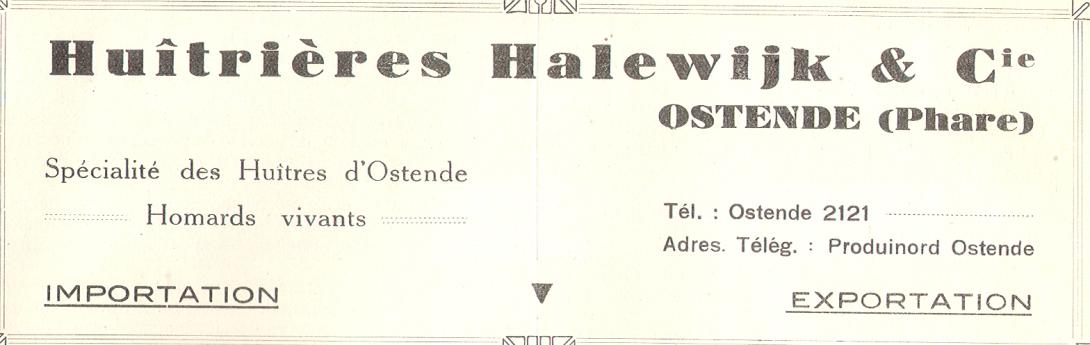 Huîtrières Halewijk & Cie
OSTENDE (Phare)
Spécialité des Huîtres d'Ostende
Homards vivants
Tél. : Ostende 2121
Adres. Télég. : Produinord Ostende
IMPORTATION
EXPORTATION